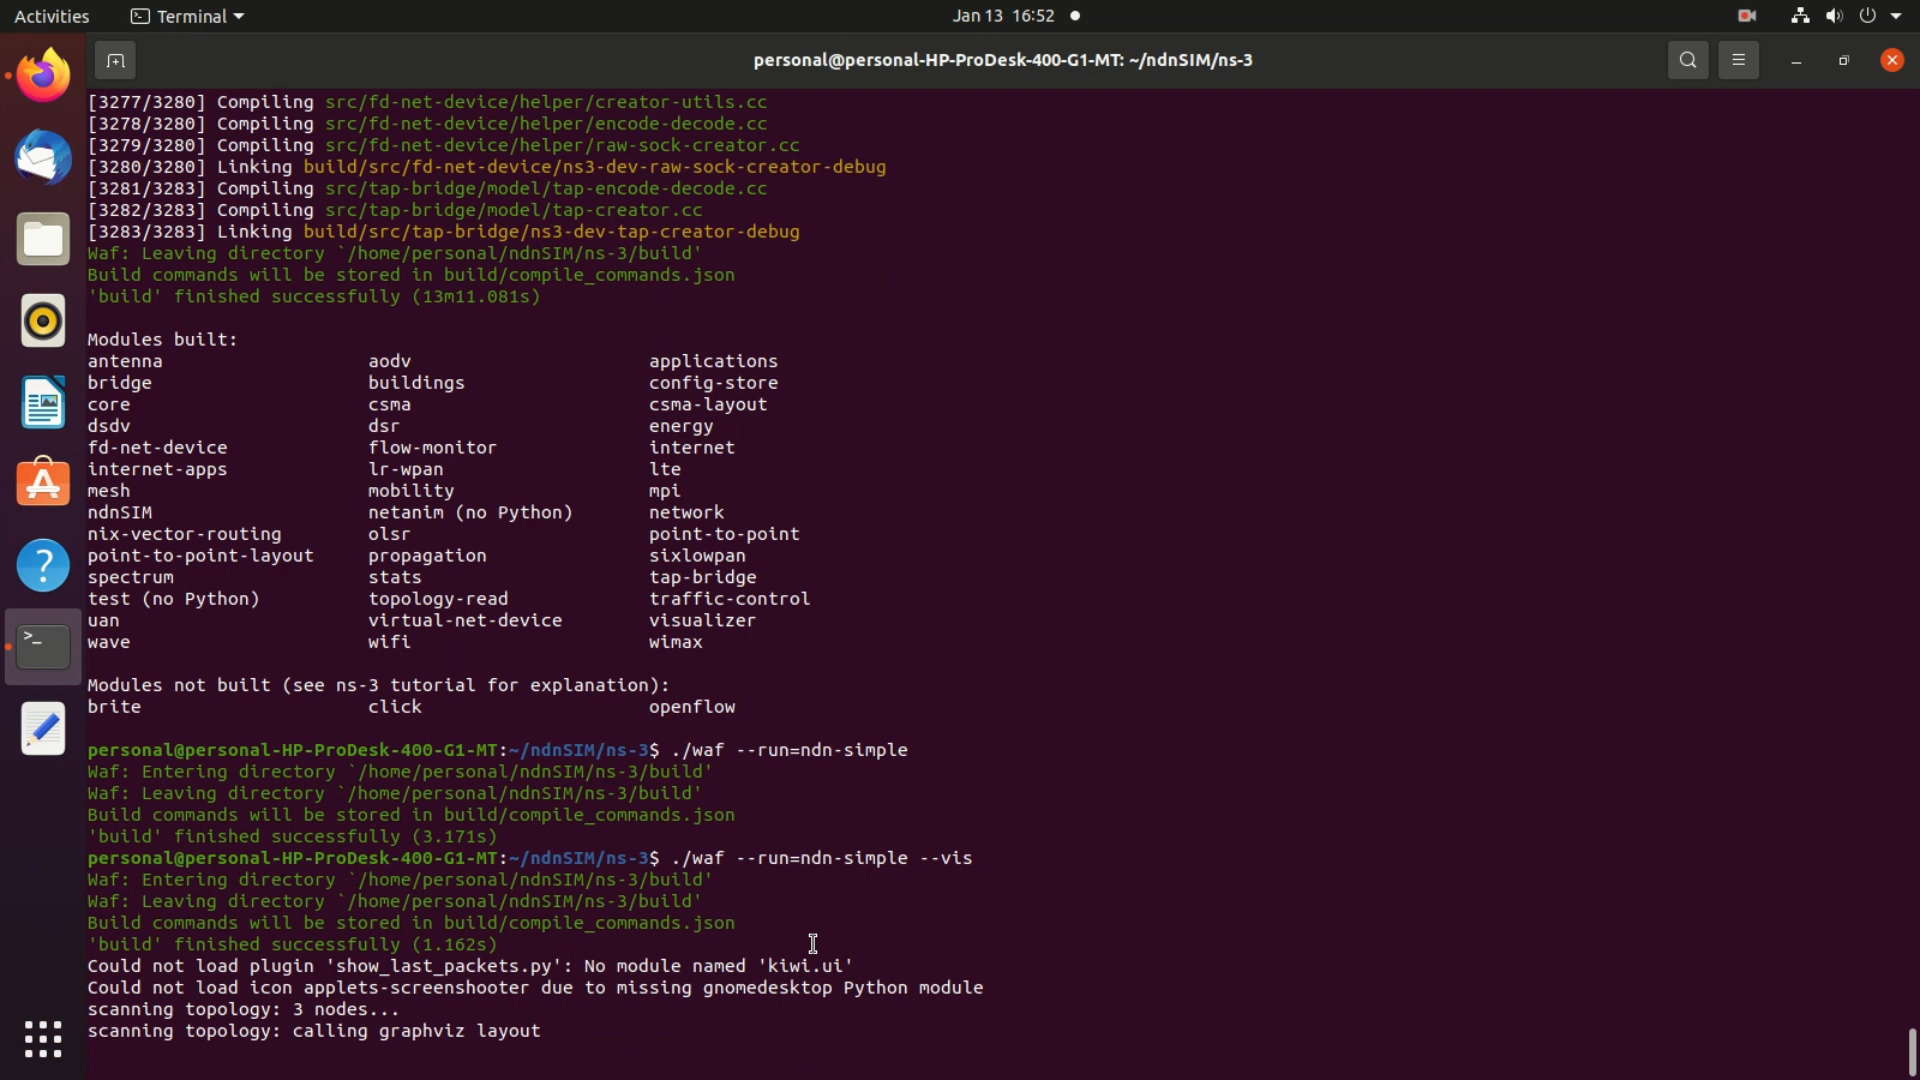 Activities Terminal Jan 13 16:52
personal@personal-HP-ProDesk-400-G1-MT: ~/ndnSIM/ns-3
[3277/3280] Compiling src/fd-net-device/helper/creator-utils.cc
[3278/3280] Compiling src/fd-net-device/helper/encode-decode.cc
[3279/3280] Compiling src/fd-net-device/helper/raw-sock-creator.cc
[3280/3280] Linking build/src/fd-net-device/ns3-dev-raw-sock-creator-debug
[3281/3283] Compiling src/tap-bridge/model/tap-encode-decode.cc
[3282/3283] Compiling src/tap-bridge/model/tap-creator.cc
[3283/3283] Linking build/src/tap-bridge/ns3-dev-tap-creator-debug
Waf: Leaving directory `/home/personal/ndnSIM/ns-3/build'
Build commands will be stored in build/compile_commands.json
'build' finished successfully (13m11.081s)
Modules built:
antenna aodv applications
bridge buildings config-store
core csma csma-layout
dsdv dsr energy
fd-net-device flow-monitor internet
internet-apps lr-wpan lte
mesh mobility mpi
ndnSIM netanim (no Python) network
nix-vector-routing olsr point-to-point
point-to-point-layout propagation sixlowpan
spectrum stats tap-bridge
test (no Python) topology-read traffic-control
uan virtual-net-device visualizer
wave wifi wimax
Modules not built (see ns-3 tutorial for explanation):
brite click openflow
personal@personal-HP-ProDesk-400-G1-MT:~/ndnSIM/ns-3$ ./waf --run=ndn-simple
Waf: Entering directory `/home/personal/ndnSIM/ns-3/build'
Waf: Leaving directory `/home/personal/ndnSIM/ns-3/build'
Build commands will be stored in build/compile_commands.json
'build' finished successfully (3.171s)
personal@personal-HP-ProDesk-400-G1-MT:~/ndnSIM/ns-3$ ./waf --run=ndn-simple --vis
Waf: Entering directory `/home/personal/ndnSIM/ns-3/build'
Waf: Leaving directory `/home/personal/ndnSIM/ns-3/build'
Build commands will be stored in build/compile_commands.json
'build' finished successfully (1.162s)
Could not load plugin 'show_last_packets.py': No module named 'kiwi.ui'
Could not load icon applets-screenshooter due to missing gnomedesktop Python module
scanning topology: 3 nodes...
scanning topology: calling graphviz layout